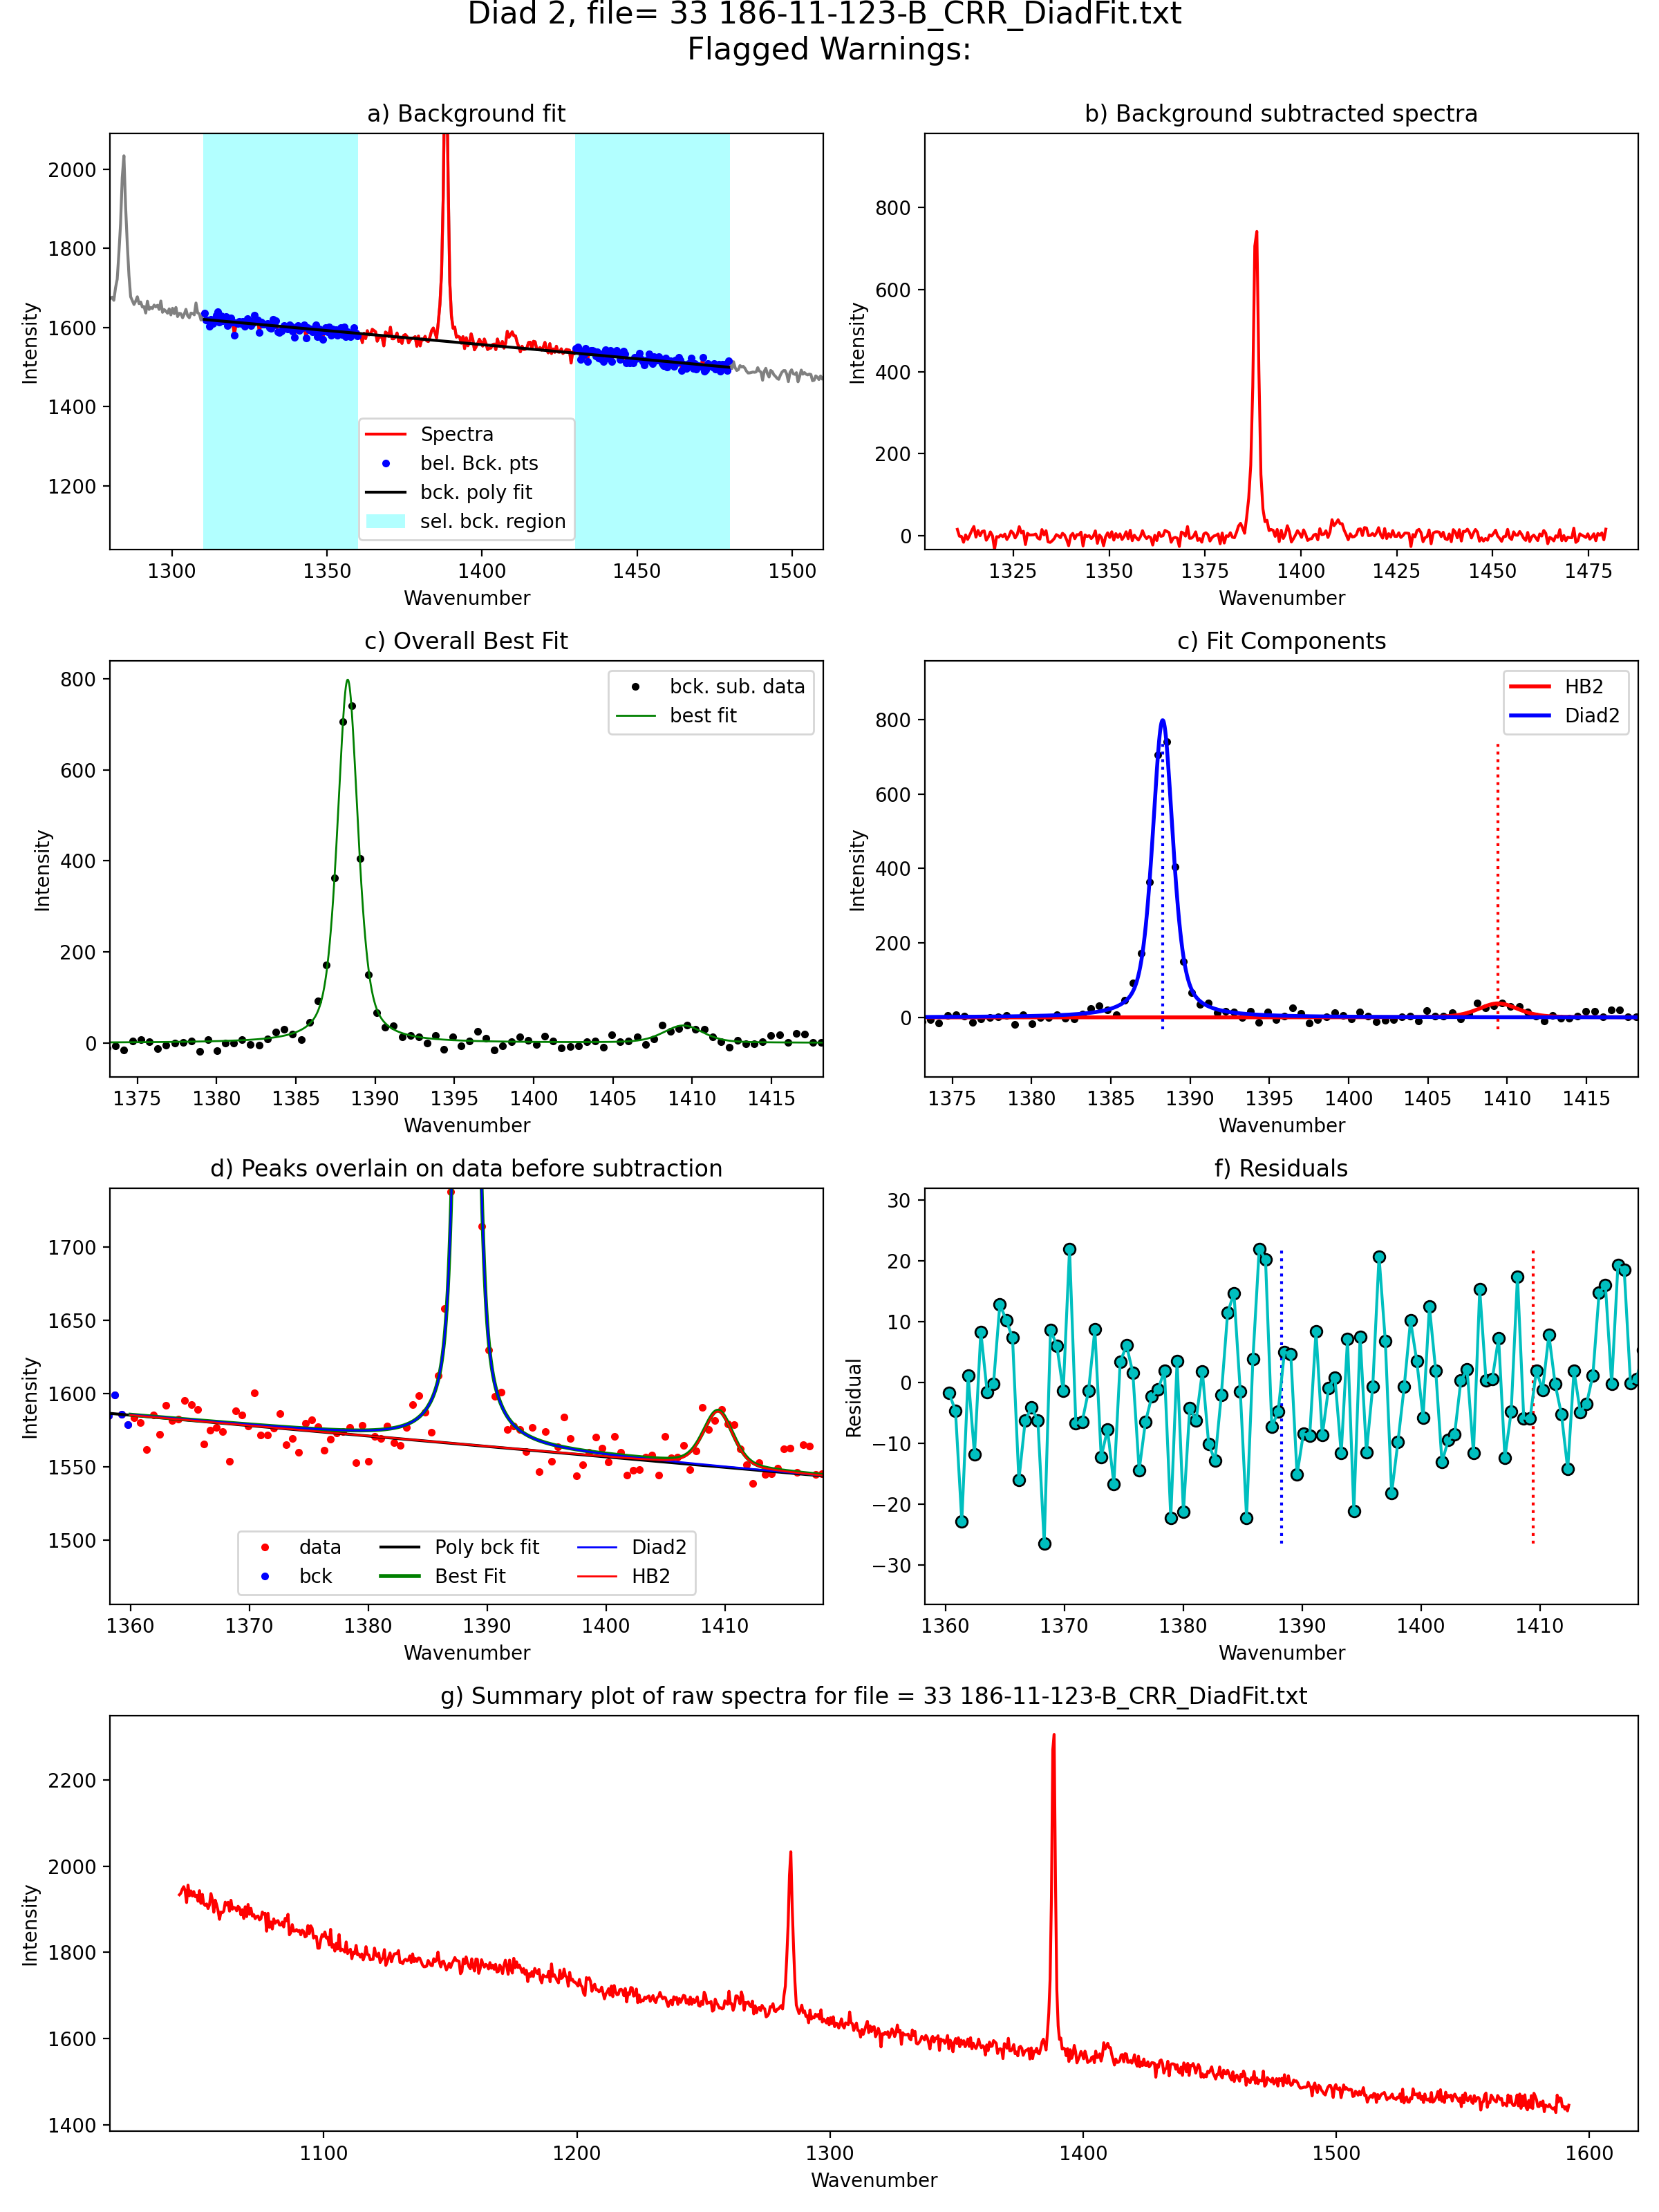 Diad 2, file= 33 186-11-123-B_CRR_DiadFit.txt
Flagged Warnings:
a) Background fit
Intensity
2000
1800
1600
1400
1200
Spectra
bel. Bck. pts
bck. poly fit
sel. bck. region
1300 1350 1400 1450 1500
Wavenumber
b) Background subtracted spectra
Intensity
800
600
400
200
0
1325 1350 1375 1400 1425 1450 1475
Wavenumber
c) Overall Best Fit
Intensity
800
600
400
200
0
bck. sub. data
best fit
1375 1380 1385 1390 1395 1400 1405 1410 1415
Wavenumber
c) Fit Components
Intensity
800
600
400
200
0
HB2
Diad2
1375 1380 1385 1390 1395 1400 1405 1410 1415
Wavenumber
d) Peaks overlain on data before subtraction
Intensity
1700
1650
1600
1550
1500
data Poly bck fit Diad2
bck Best Fit HB2
1360 1370 1380 1390 1400 1410
Wavenumber
f) Residuals
Residual
30
20
10
0
−10
−20
−30
1360 1370 1380 1390 1400 1410
Wavenumber
g) Summary plot of raw spectra for file = 33 186-11-123-B_CRR_DiadFit.txt
Intensity
2200
2000
1800
1600
1400
1100 1200 1300 1400 1500 1600
Wavenumber